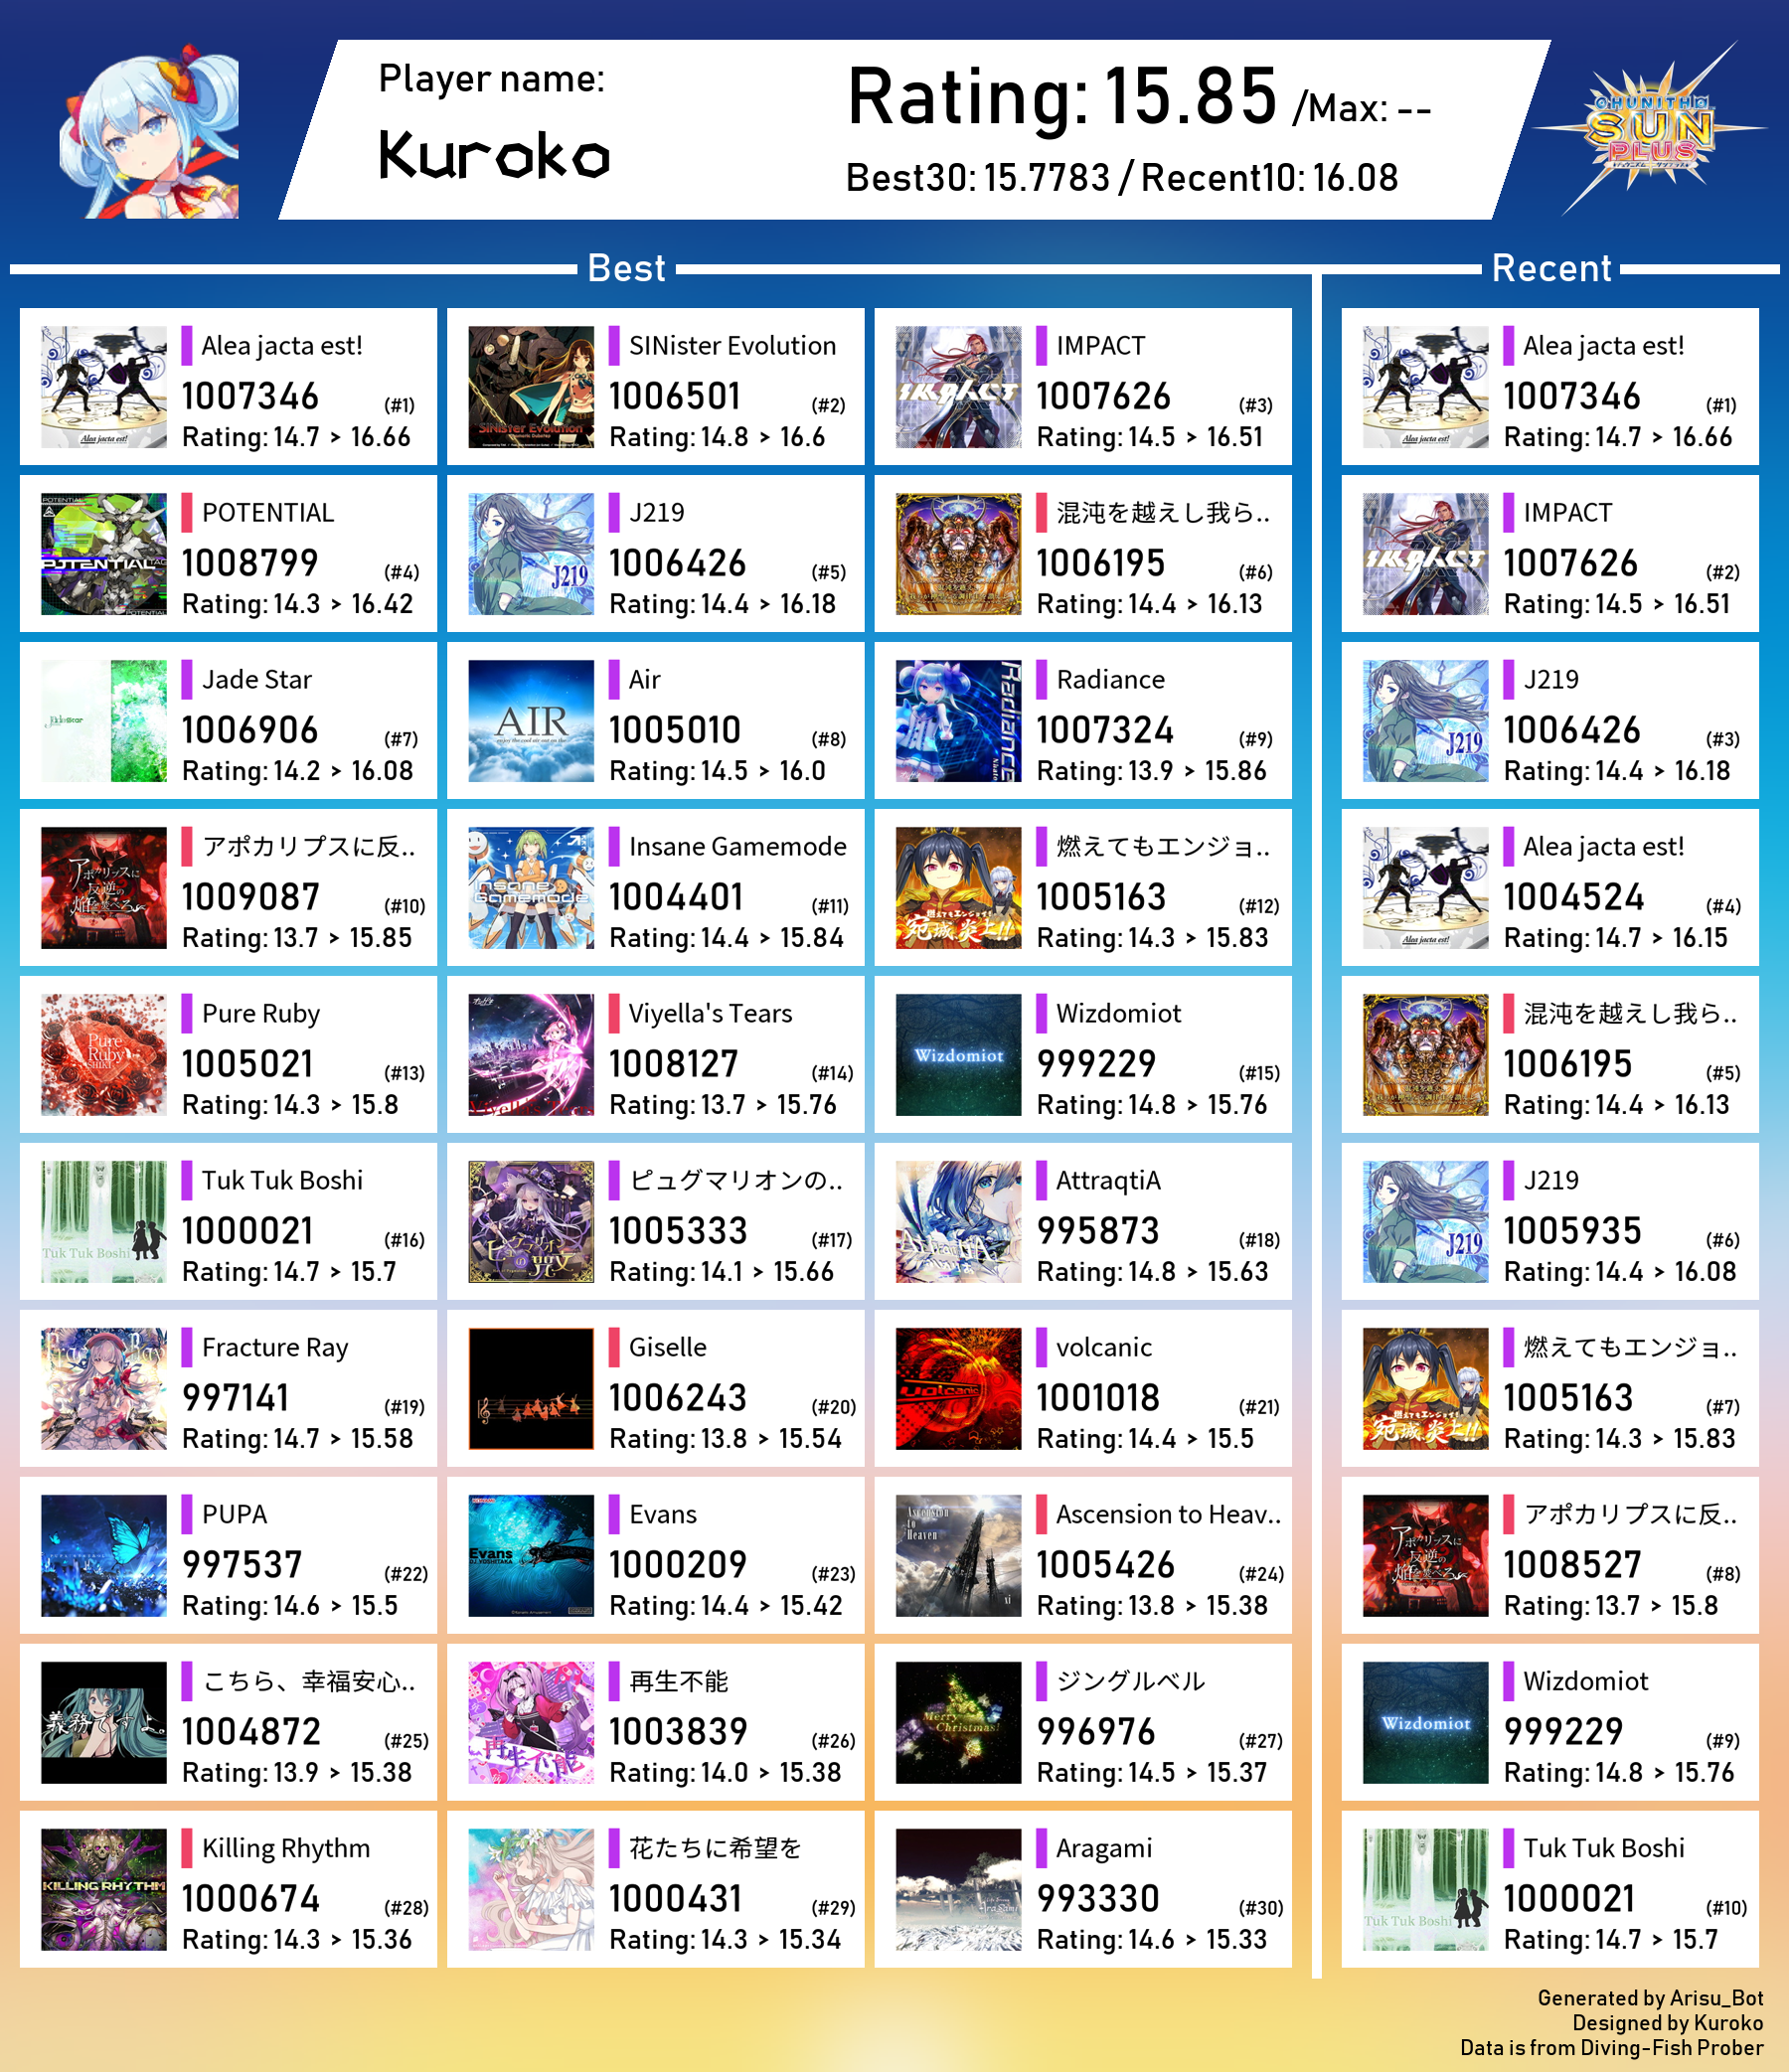 Player name:
Kuroko
Rating: 15.85 /Max: --
Best30: 15.7783 / Recent10: 16.08
CHUNITHM
SUN
PLUS
Best
Recent
Alea jacta est!
1007346 (#1)
Rating: 14.7 > 16.66
SINister Evolution
1006501 (#2)
Rating: 14.8 > 16.6
IMPACT
1007626 (#3)
Rating: 14.5 > 16.51
POTENTIAL
1008799 (#4)
Rating: 14.3 > 16.42
J219
1006426 (#5)
Rating: 14.4 > 16.18
混沌を越えし我ら..
1006195 (#6)
Rating: 14.4 > 16.13
Jade Star
1006906 (#7)
Rating: 14.2 > 16.08
Air
1005010 (#8)
Rating: 14.5 > 16.0
Radiance
1007324 (#9)
Rating: 13.9 > 15.86
アポカリプスに反..
1009087 (#10)
Rating: 13.7 > 15.85
Insane Gamemode
1004401 (#11)
Rating: 14.4 > 15.84
燃えてもエンジョ..
1005163 (#12)
Rating: 14.3 > 15.83
Pure Ruby
1005021 (#13)
Rating: 14.3 > 15.8
Viyella's Tears
1008127 (#14)
Rating: 13.7 > 15.76
Wizdomiot
999229 (#15)
Rating: 14.8 > 15.76
Tuk Tuk Boshi
1000021 (#16)
Rating: 14.7 > 15.7
ピュグマリオンの..
1005333 (#17)
Rating: 14.1 > 15.66
AttraqtiA
995873 (#18)
Rating: 14.8 > 15.63
Fracture Ray
997141 (#19)
Rating: 14.7 > 15.58
Giselle
1006243 (#20)
Rating: 13.8 > 15.54
volcanic
1001018 (#21)
Rating: 14.4 > 15.5
PUPA
997537 (#22)
Rating: 14.6 > 15.5
Evans
1000209 (#23)
Rating: 14.4 > 15.42
Ascension to Heav..
1005426 (#24)
Rating: 13.8 > 15.38
こちら、幸福安心..
1004872 (#25)
Rating: 13.9 > 15.38
再生不能
1003839 (#26)
Rating: 14.0 > 15.38
ジングルベル
996976 (#27)
Rating: 14.5 > 15.37
Killing Rhythm
1000674 (#28)
Rating: 14.3 > 15.36
花たちに希望を
1000431 (#29)
Rating: 14.3 > 15.34
Aragami
993330 (#30)
Rating: 14.6 > 15.33
Alea jacta est!
1007346 (#1)
Rating: 14.7 > 16.66
IMPACT
1007626 (#2)
Rating: 14.5 > 16.51
J219
1006426 (#3)
Rating: 14.4 > 16.18
Alea jacta est!
1004524 (#4)
Rating: 14.7 > 16.15
混沌を越えし我ら..
1006195 (#5)
Rating: 14.4 > 16.13
J219
1005935 (#6)
Rating: 14.4 > 16.08
燃えてもエンジョ..
1005163 (#7)
Rating: 14.3 > 15.83
アポカリプスに反..
1008527 (#8)
Rating: 13.7 > 15.8
Wizdomiot
999229 (#9)
Rating: 14.8 > 15.76
Tuk Tuk Boshi
1000021 (#10)
Rating: 14.7 > 15.7
Generated by Arisu_Bot
Designed by Kuroko
Data is from Diving-Fish Prober